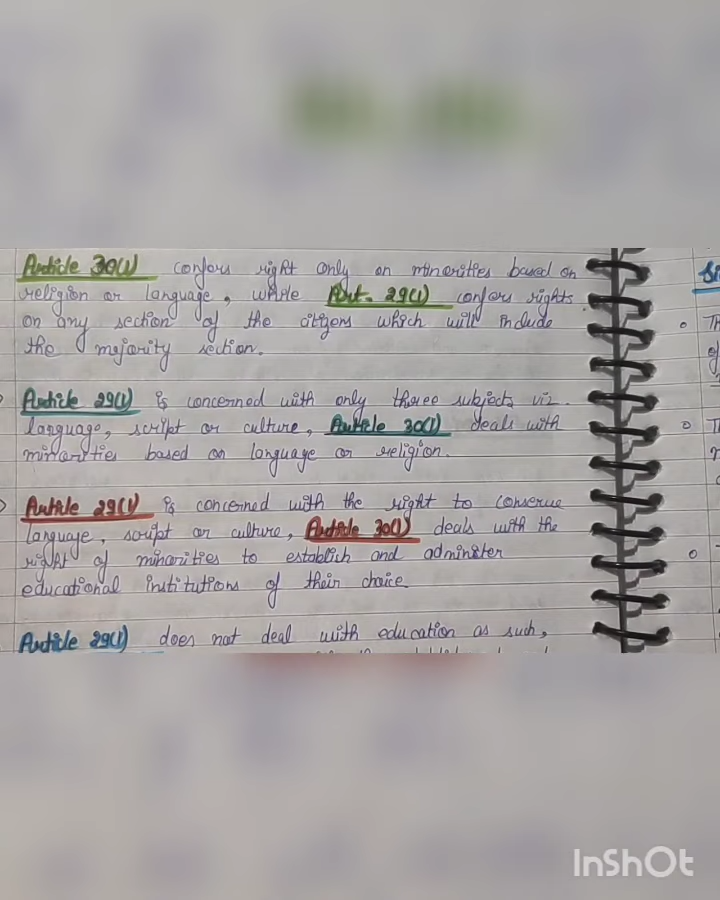 Article 30(1) confers right only on minorities based on
religion or language, while Art. 29(1) confers rights
on any section of the citizens which will include
the majority section.
Article 29(1) is concerned with only three subjects viz.
language, script or culture, Article 30(1) deals with
minorities based on language or religion.
Article 29(1) is concerned with the right to conserve
language, script or culture, Article 30(1) deals with the
right of minorities to establish and administer
educational institutions of their choice.
Article 29(1) does not deal with education as such,
InShOt